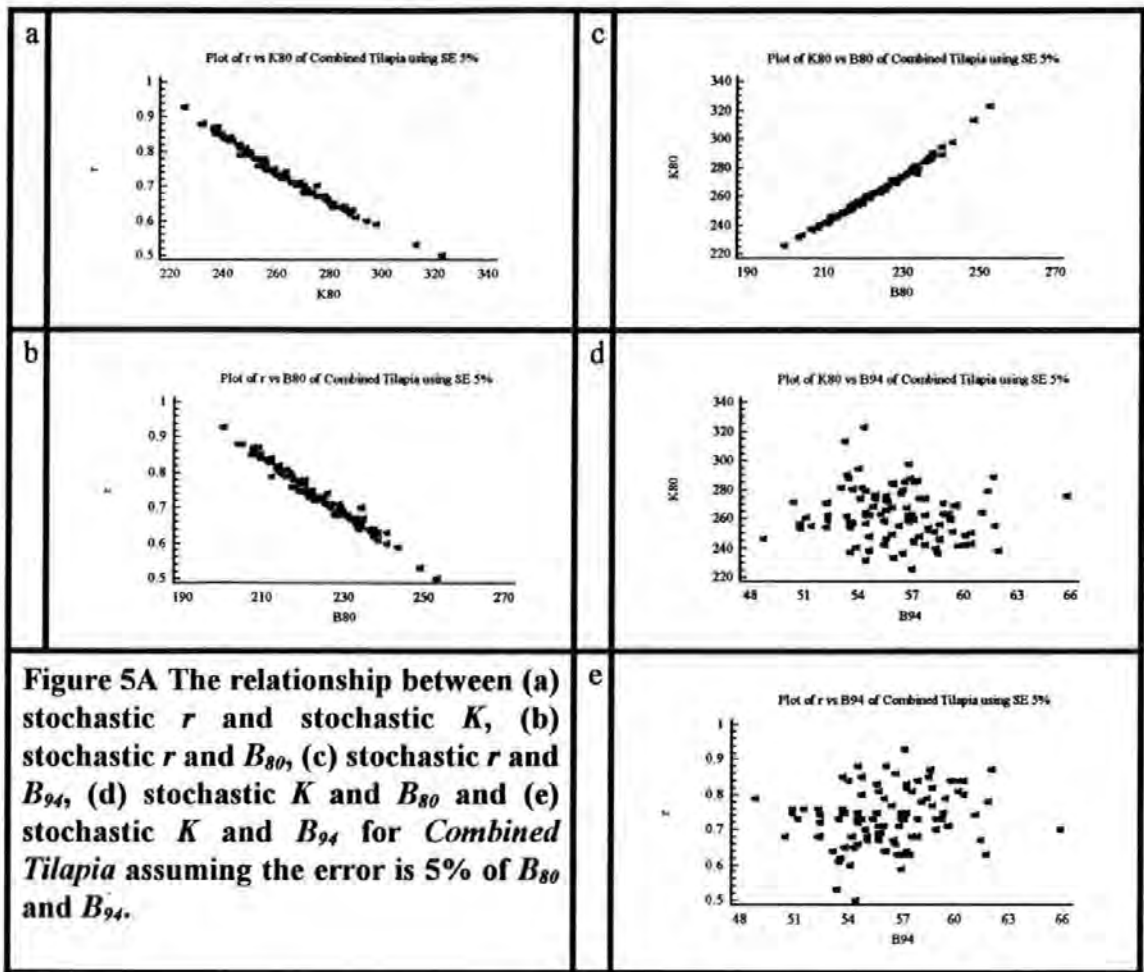 a
Plot of r vs K80 of Combined Tilapia using SE 5%
1
0.9
0.8
0.7
0.6
0.5
r
220 240 260 280 300 320 340
K80
b
Plot of r vs B80 of Combined Tilapia using SE 5%
1
0.9
0.8
0.7
0.6
0.5
r
190 210 230 250 270
B80
Figure 5A The relationship between (a)
stochastic r and stochastic K, (b)
stochastic r and B80, (c) stochastic r and
B94, (d) stochastic K and B80 and (e)
stochastic K and B94 for Combined
Tilapia assuming the error is 5% of B80
and B94.
c
Plot of K80 vs B80 of Combined Tilapia using SE 5%
340
320
300
280
260
240
220
K80
190 210 230 250 270
B80
d
Plot of K80 vs B94 of Combined Tilapia using SE 5%
340
320
300
280
260
240
220
K80
48 51 54 57 60 63 66
B94
e
Plot of r vs B94 of Combined Tilapia using SE 5%
1
0.9
0.8
0.7
0.6
0.5
r
48 51 54 57 60 63 66
B94